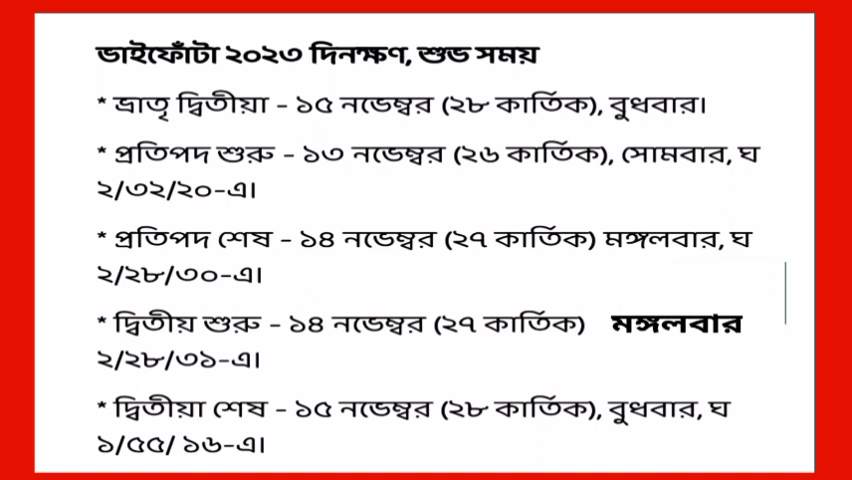 ভাইফোঁটা ২০২৩ দিনক্ষণ, শুভ সময়
* ভ্রাতৃ দ্বিতীয়া - ১৫ নভেম্বর (২৮ কার্তিক), বুধবার।
* প্রতিপদ শুরু - ১৩ নভেম্বর (২৬ কার্তিক), সোমবার, ঘ
২/৩২/২০-এ।
* প্রতিপদ শেষ - ১৪ নভেম্বর (২৭ কার্তিক) মঙ্গলবার, ঘ
২/২৮/৩০-এ।
* দ্বিতীয় শুরু - ১৪ নভেম্বর (২৭ কার্তিক) মঙ্গলবার
২/২৮/৩১-এ।
* দ্বিতীয়া শেষ - ১৫ নভেম্বর (২৮ কার্তিক), বুধবার, ঘ
১/৫৫/ ১৬-এ।